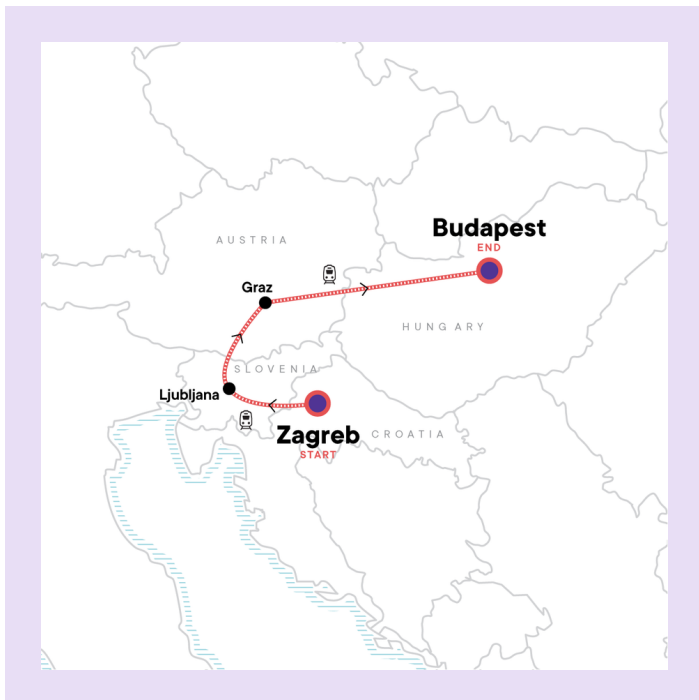 AUSTRIA
Budapest
END
Graz
HUNGARY
SLOVENIA
Ljubljana
Zagreb
START
CROATIA